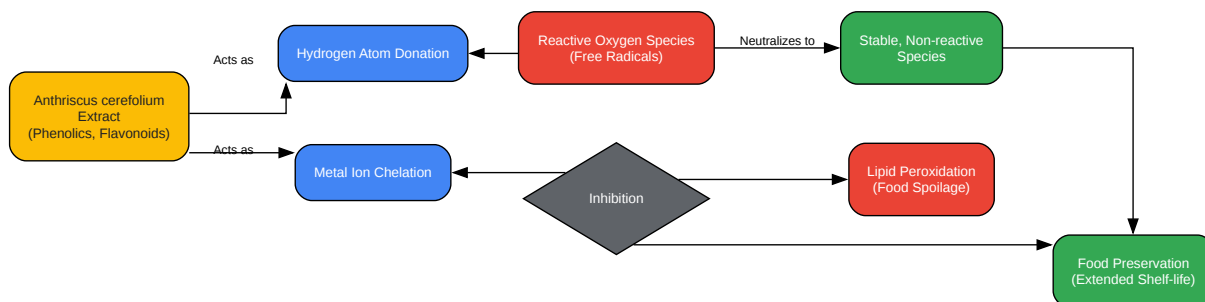 Reactive Oxygen Species
(Free Radicals)
Neutralizes to
Stable, Non-reactive
Species
Hydrogen Atom Donation
Acts as
Anthriscus cerefolium
Extract
(Phenolics, Flavonoids)
Acts as
Metal Ion Chelation
Inhibition
Lipid Peroxidation
(Food Spoilage)
Food Preservation
(Extended Shelf-life)